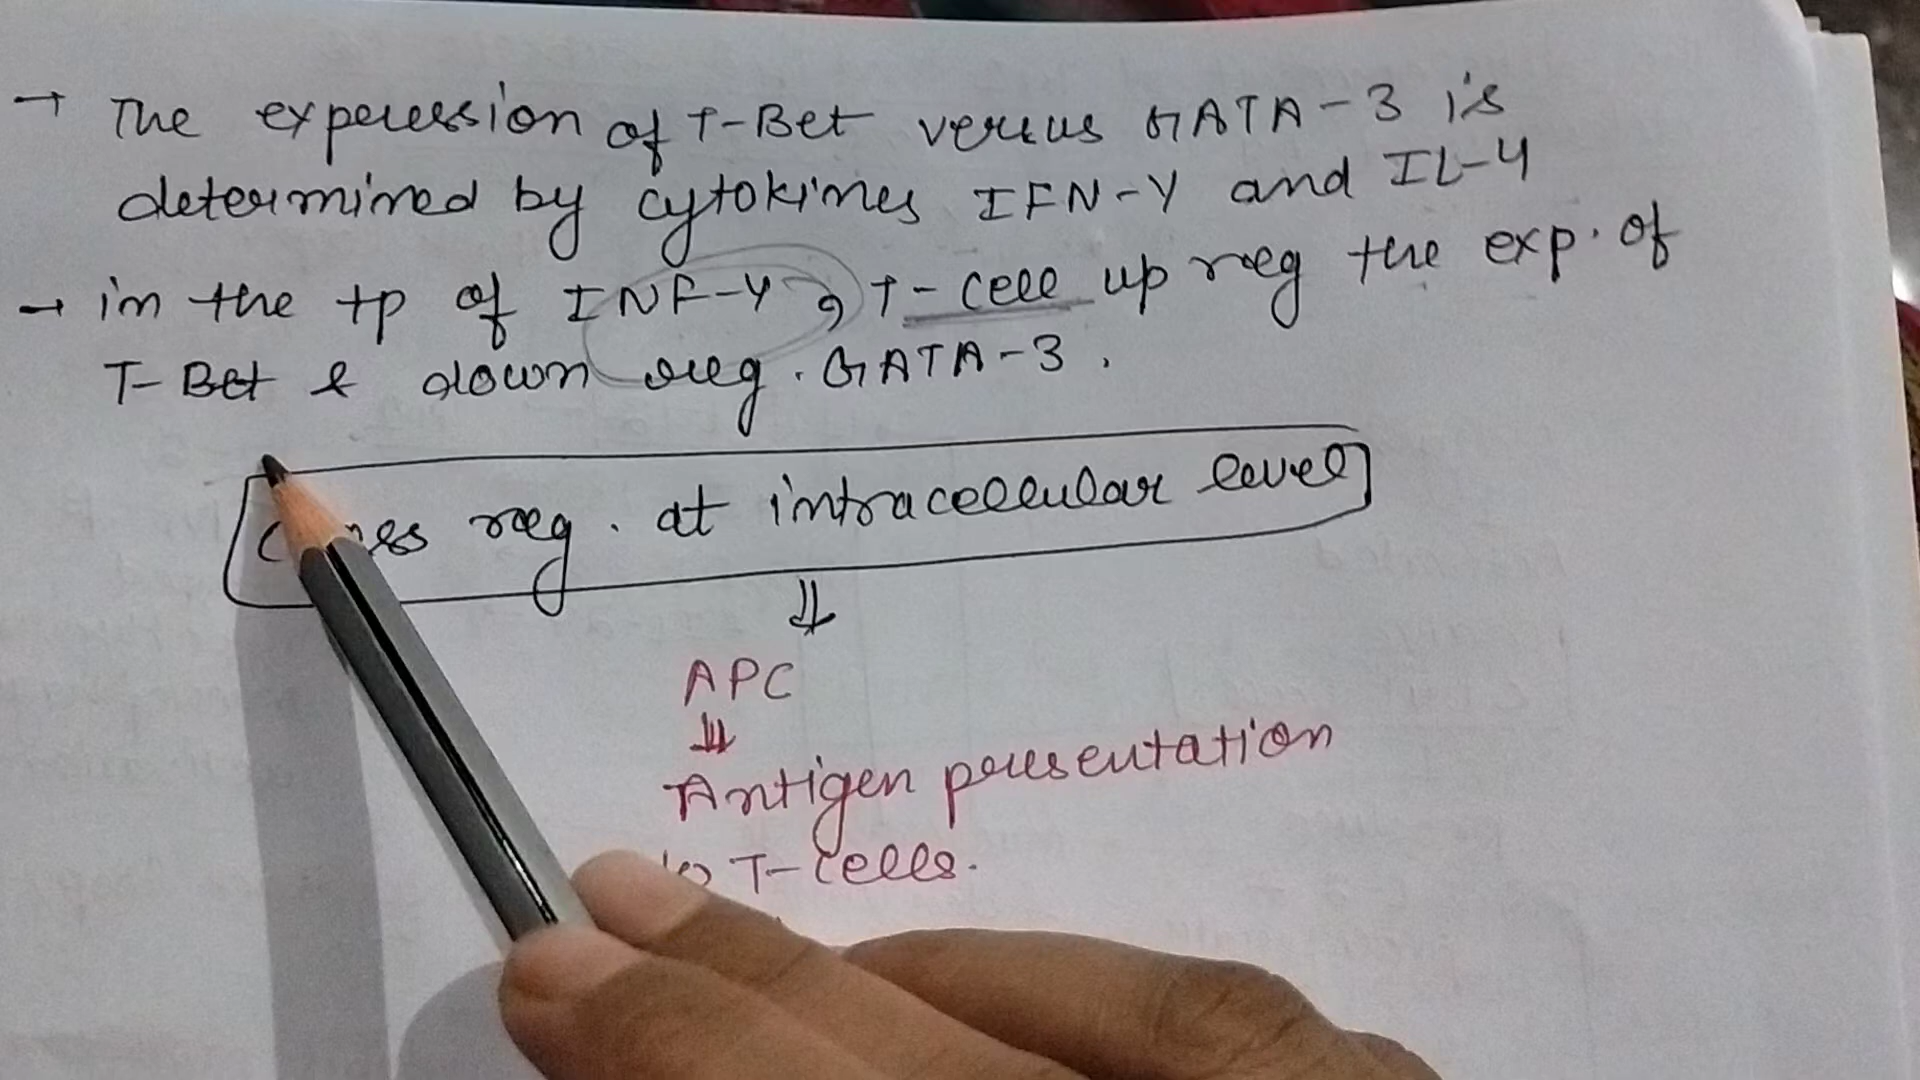 → The expression of T-Bet versus GATA-3 is
determined by cytokines IFN-γ and IL-4
→ in the tp of INF-γ, T-cell up reg the exp. of
T-Bet & down reg. GATA-3.
reg. at intracellular level
⇓
APC
⇓
Antigen presentation
T-cells.